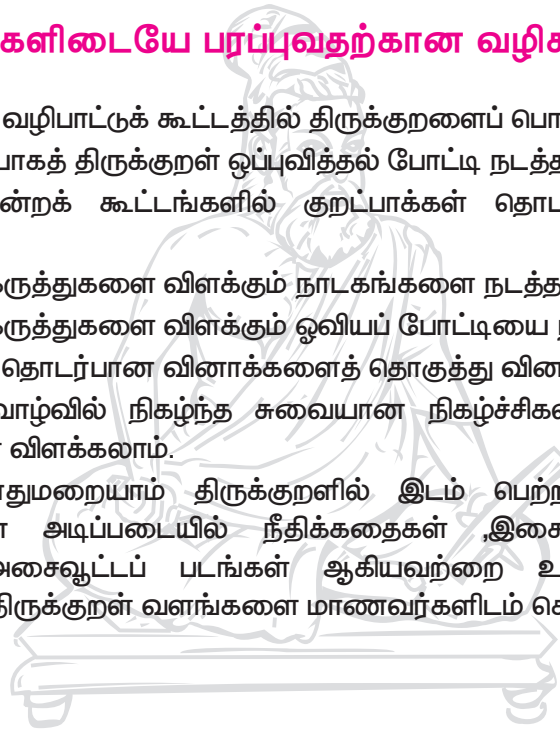 களிடையே பரப்புவதற்கான வழிக
வழிபாட்டுக் கூட்டத்தில் திருக்குறளைப் பொ
பாகத் திருக்குறள் ஒப்புவித்தல் போட்டி நடத்த
ன்றக் கூட்டங்களில் குறட்பாக்கள் தொட
கருத்துகளை விளக்கும் நாடகங்களை நடத்த
கருத்துகளை விளக்கும் ஓவியப் போட்டியை ந
தொடர்பான வினாக்களைத் தொகுத்து வின
வாழ்வில் நிகழ்ந்த சுவையான நிகழ்ச்சிக
விளக்கலாம்.
துமறையாம் திருக்குறளில் இடம் பெற்ற
அடிப்படையில் நீதிக்கதைகள் ,இசை
அசைவூட்டப் படங்கள் ஆகியவற்றை உ
திருக்குறள் வளங்களை மாணவர்களிடம் செ